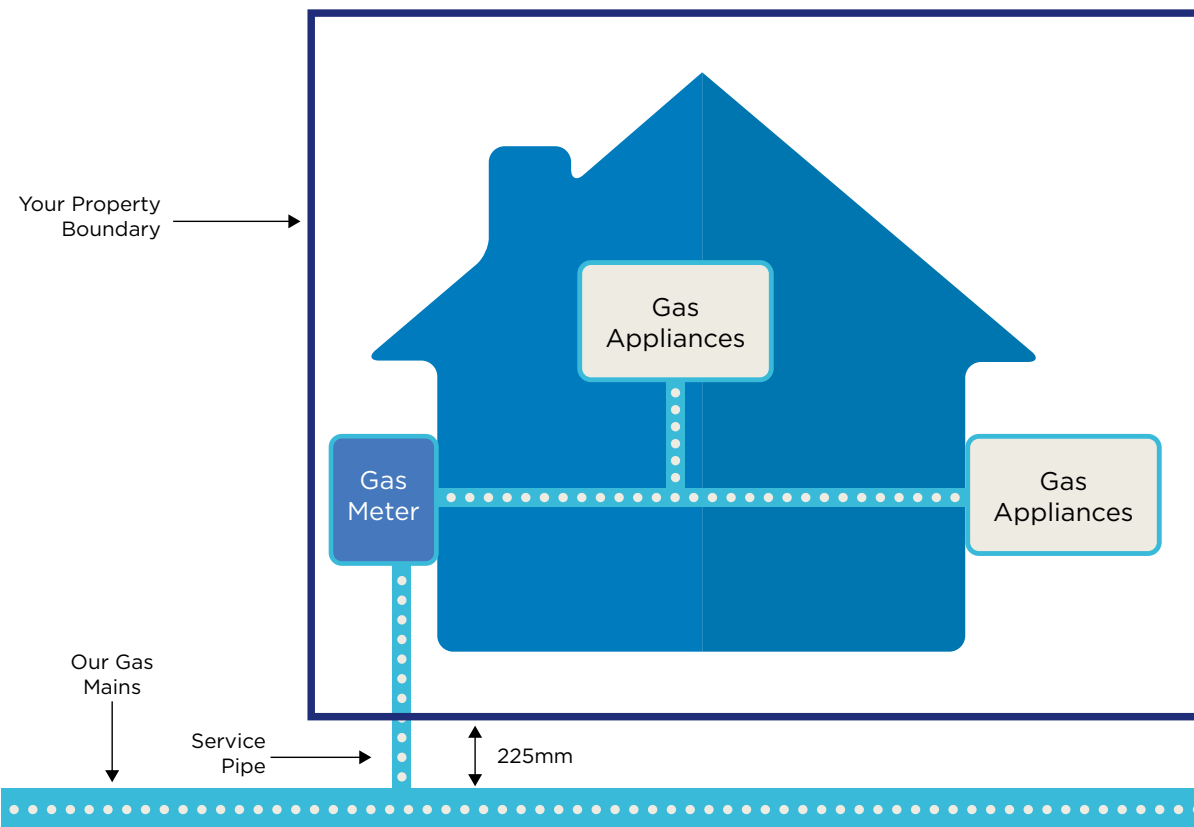 Your Property
Boundary
Gas
Appliances
Gas
Meter
Gas
Appliances
Our Gas
Mains
Service
Pipe
225mm